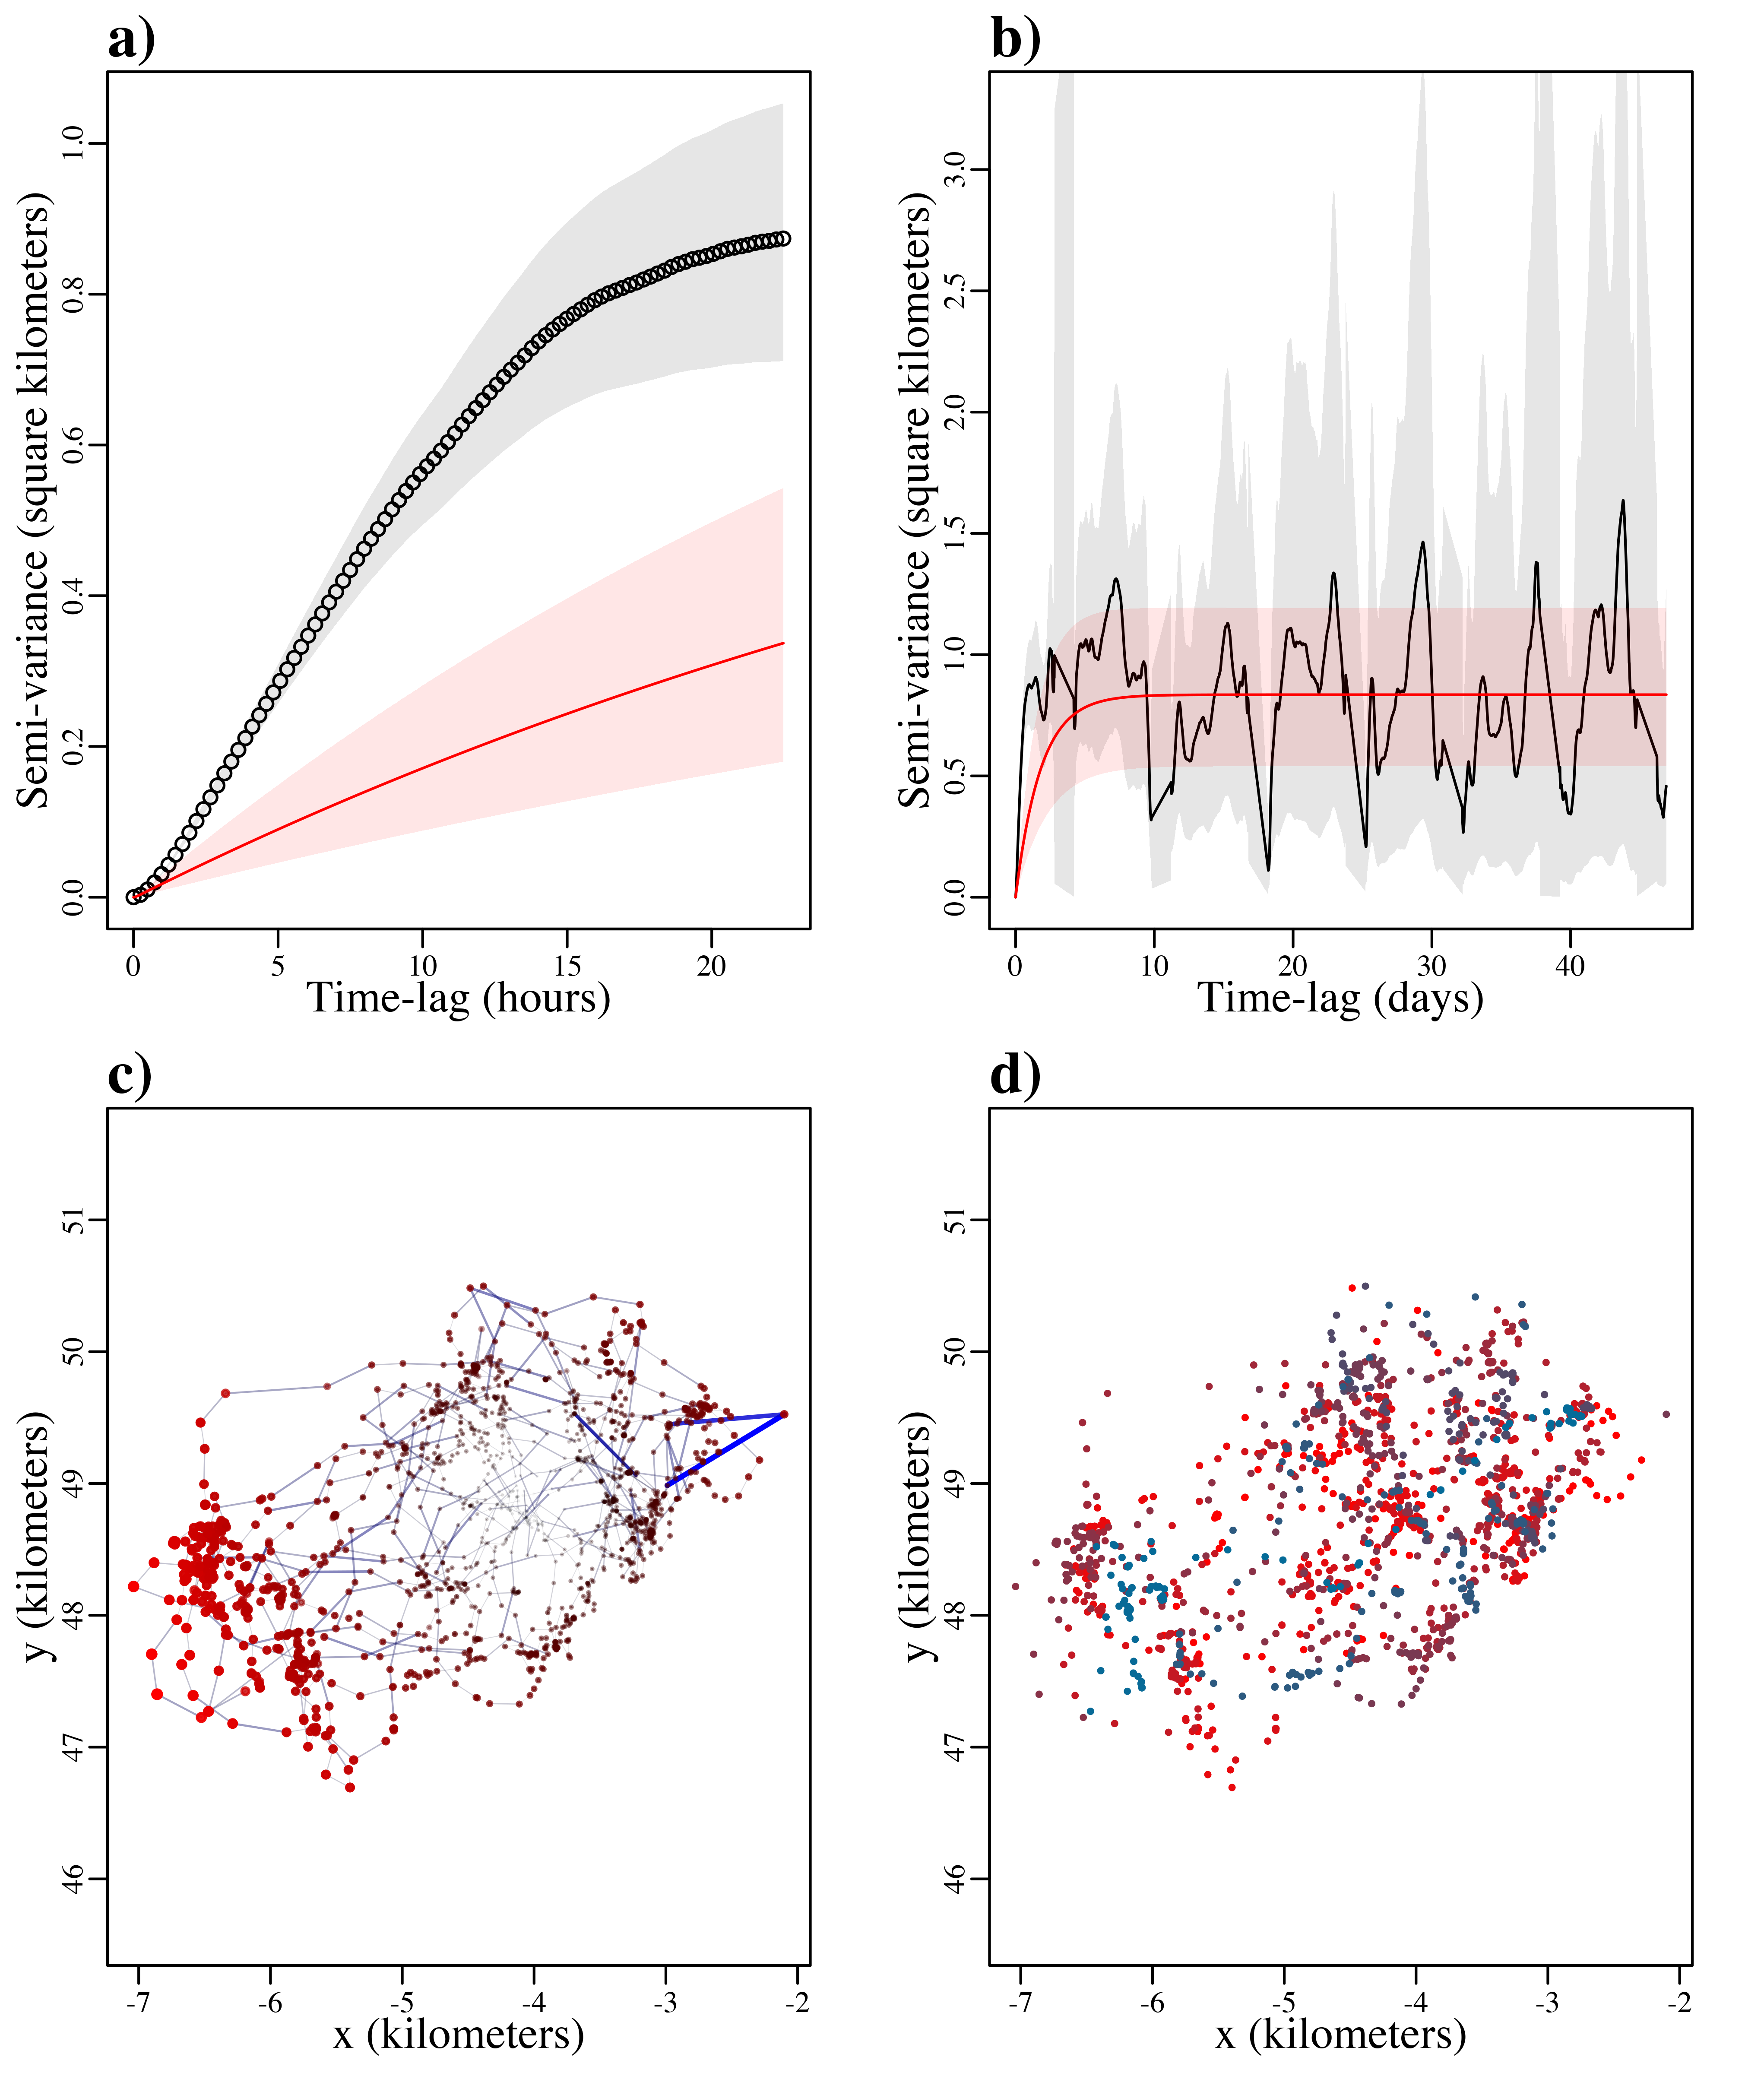 a)
Semi-variance (square kilometers)
1.0
0.8
0.6
0.4
0.2
0.0
0 5 10 15 20
Time-lag (hours)
b)
Semi-variance (square kilometers)
3.0
2.5
2.0
1.5
1.0
0.5
0.0
0 10 20 30 40
Time-lag (days)
c)
y (kilometers)
51
50
49
48
47
46
-7 -6 -5 -4 -3 -2
x (kilometers)
d)
y (kilometers)
51
50
49
48
47
46
-7 -6 -5 -4 -3 -2
x (kilometers)